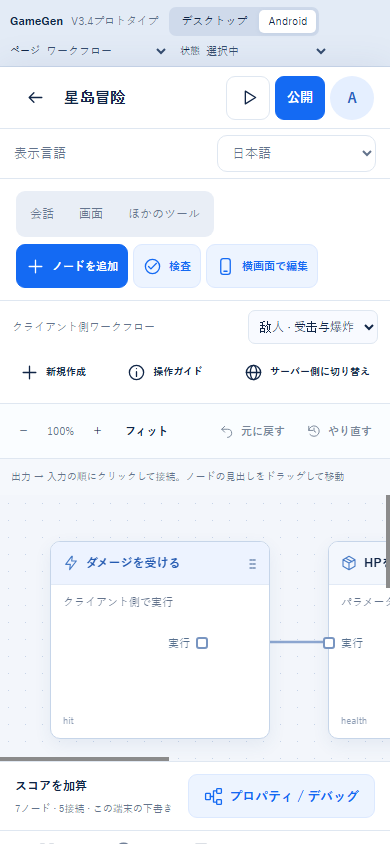 GameGen V3.4プロトタイプ デスクトップ Android
ページ ワークフロー 状態 選択中
星岛冒险 公開 A
表示言語 日本語
会話 画面 ほかのツール
ノードを追加 検査 横画面で編集
クライアント側ワークフロー 敌人 · 受击与爆炸
新規作成 操作ガイド サーバー側に切り替え
− 100% + フィット 元に戻す やり直す
出力 → 入力の順にクリックして接続。ノードの見出しをドラッグして移動
ダメージを受ける
クライアント側で実行
実行
hit
HPを
パラメータ
実行
health
スコアを加算
7ノード · 5接続 · この端末の下書き
プロパティ / デバッグ